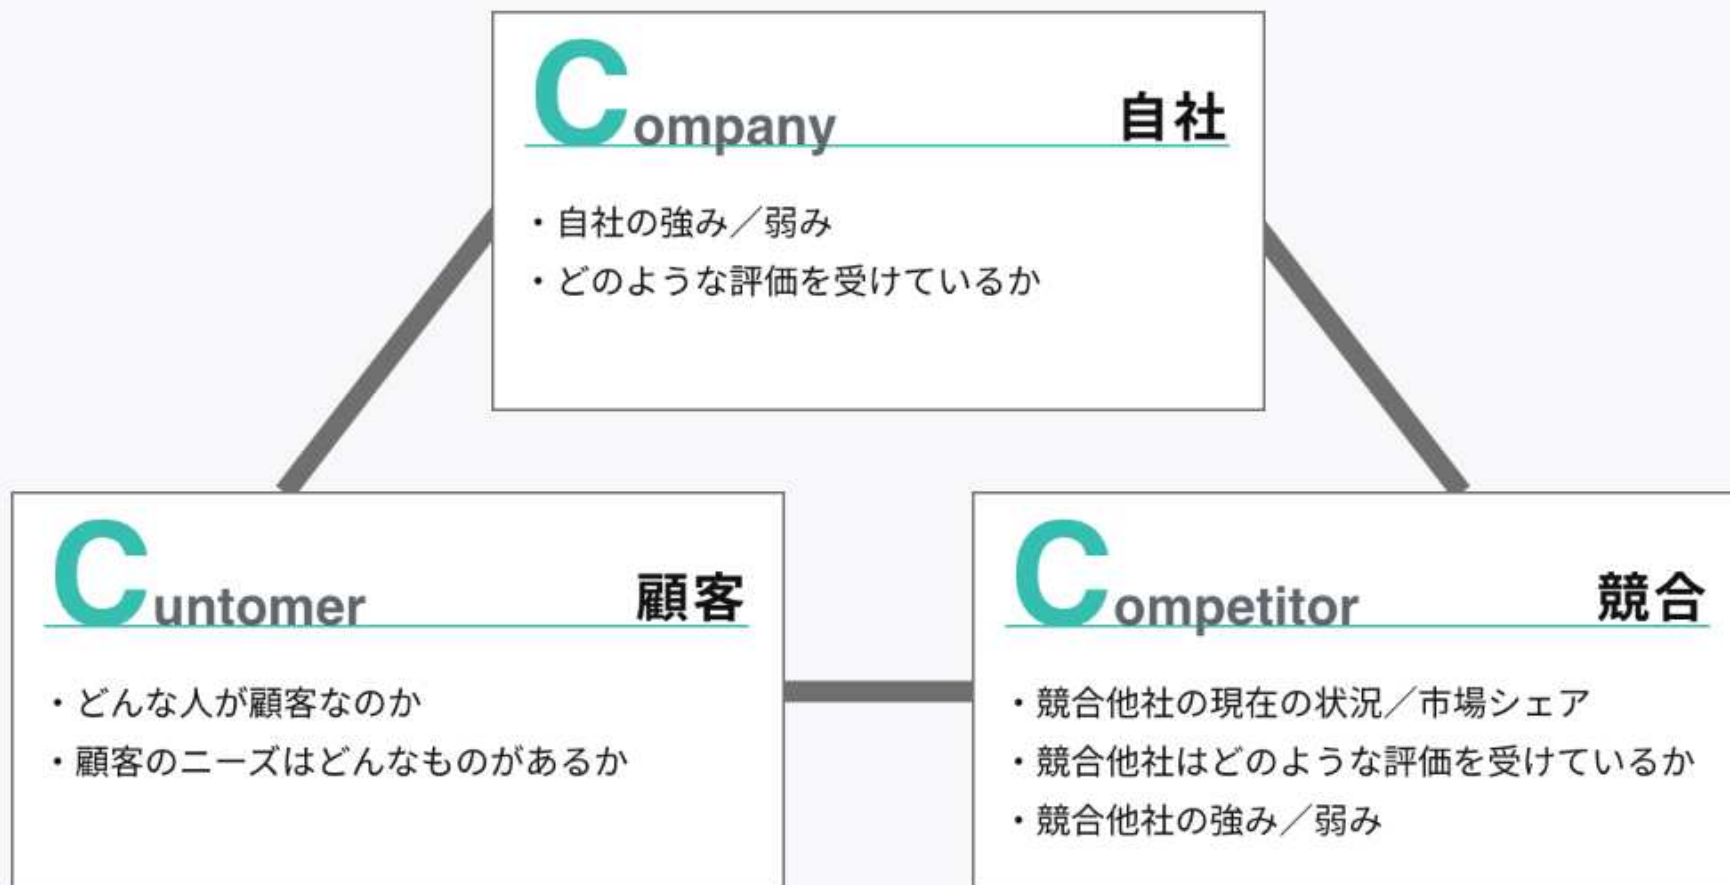 Company 自社
・自社の強み／弱み
・どのような評価を受けているか
Cuntomer 顧客
・どんな人が顧客なのか
・顧客のニーズはどんなものがあるか
Competitor 競合
・競合他社の現在の状況／市場シェア
・競合他社はどのような評価を受けているか
・競合他社の強み／弱み